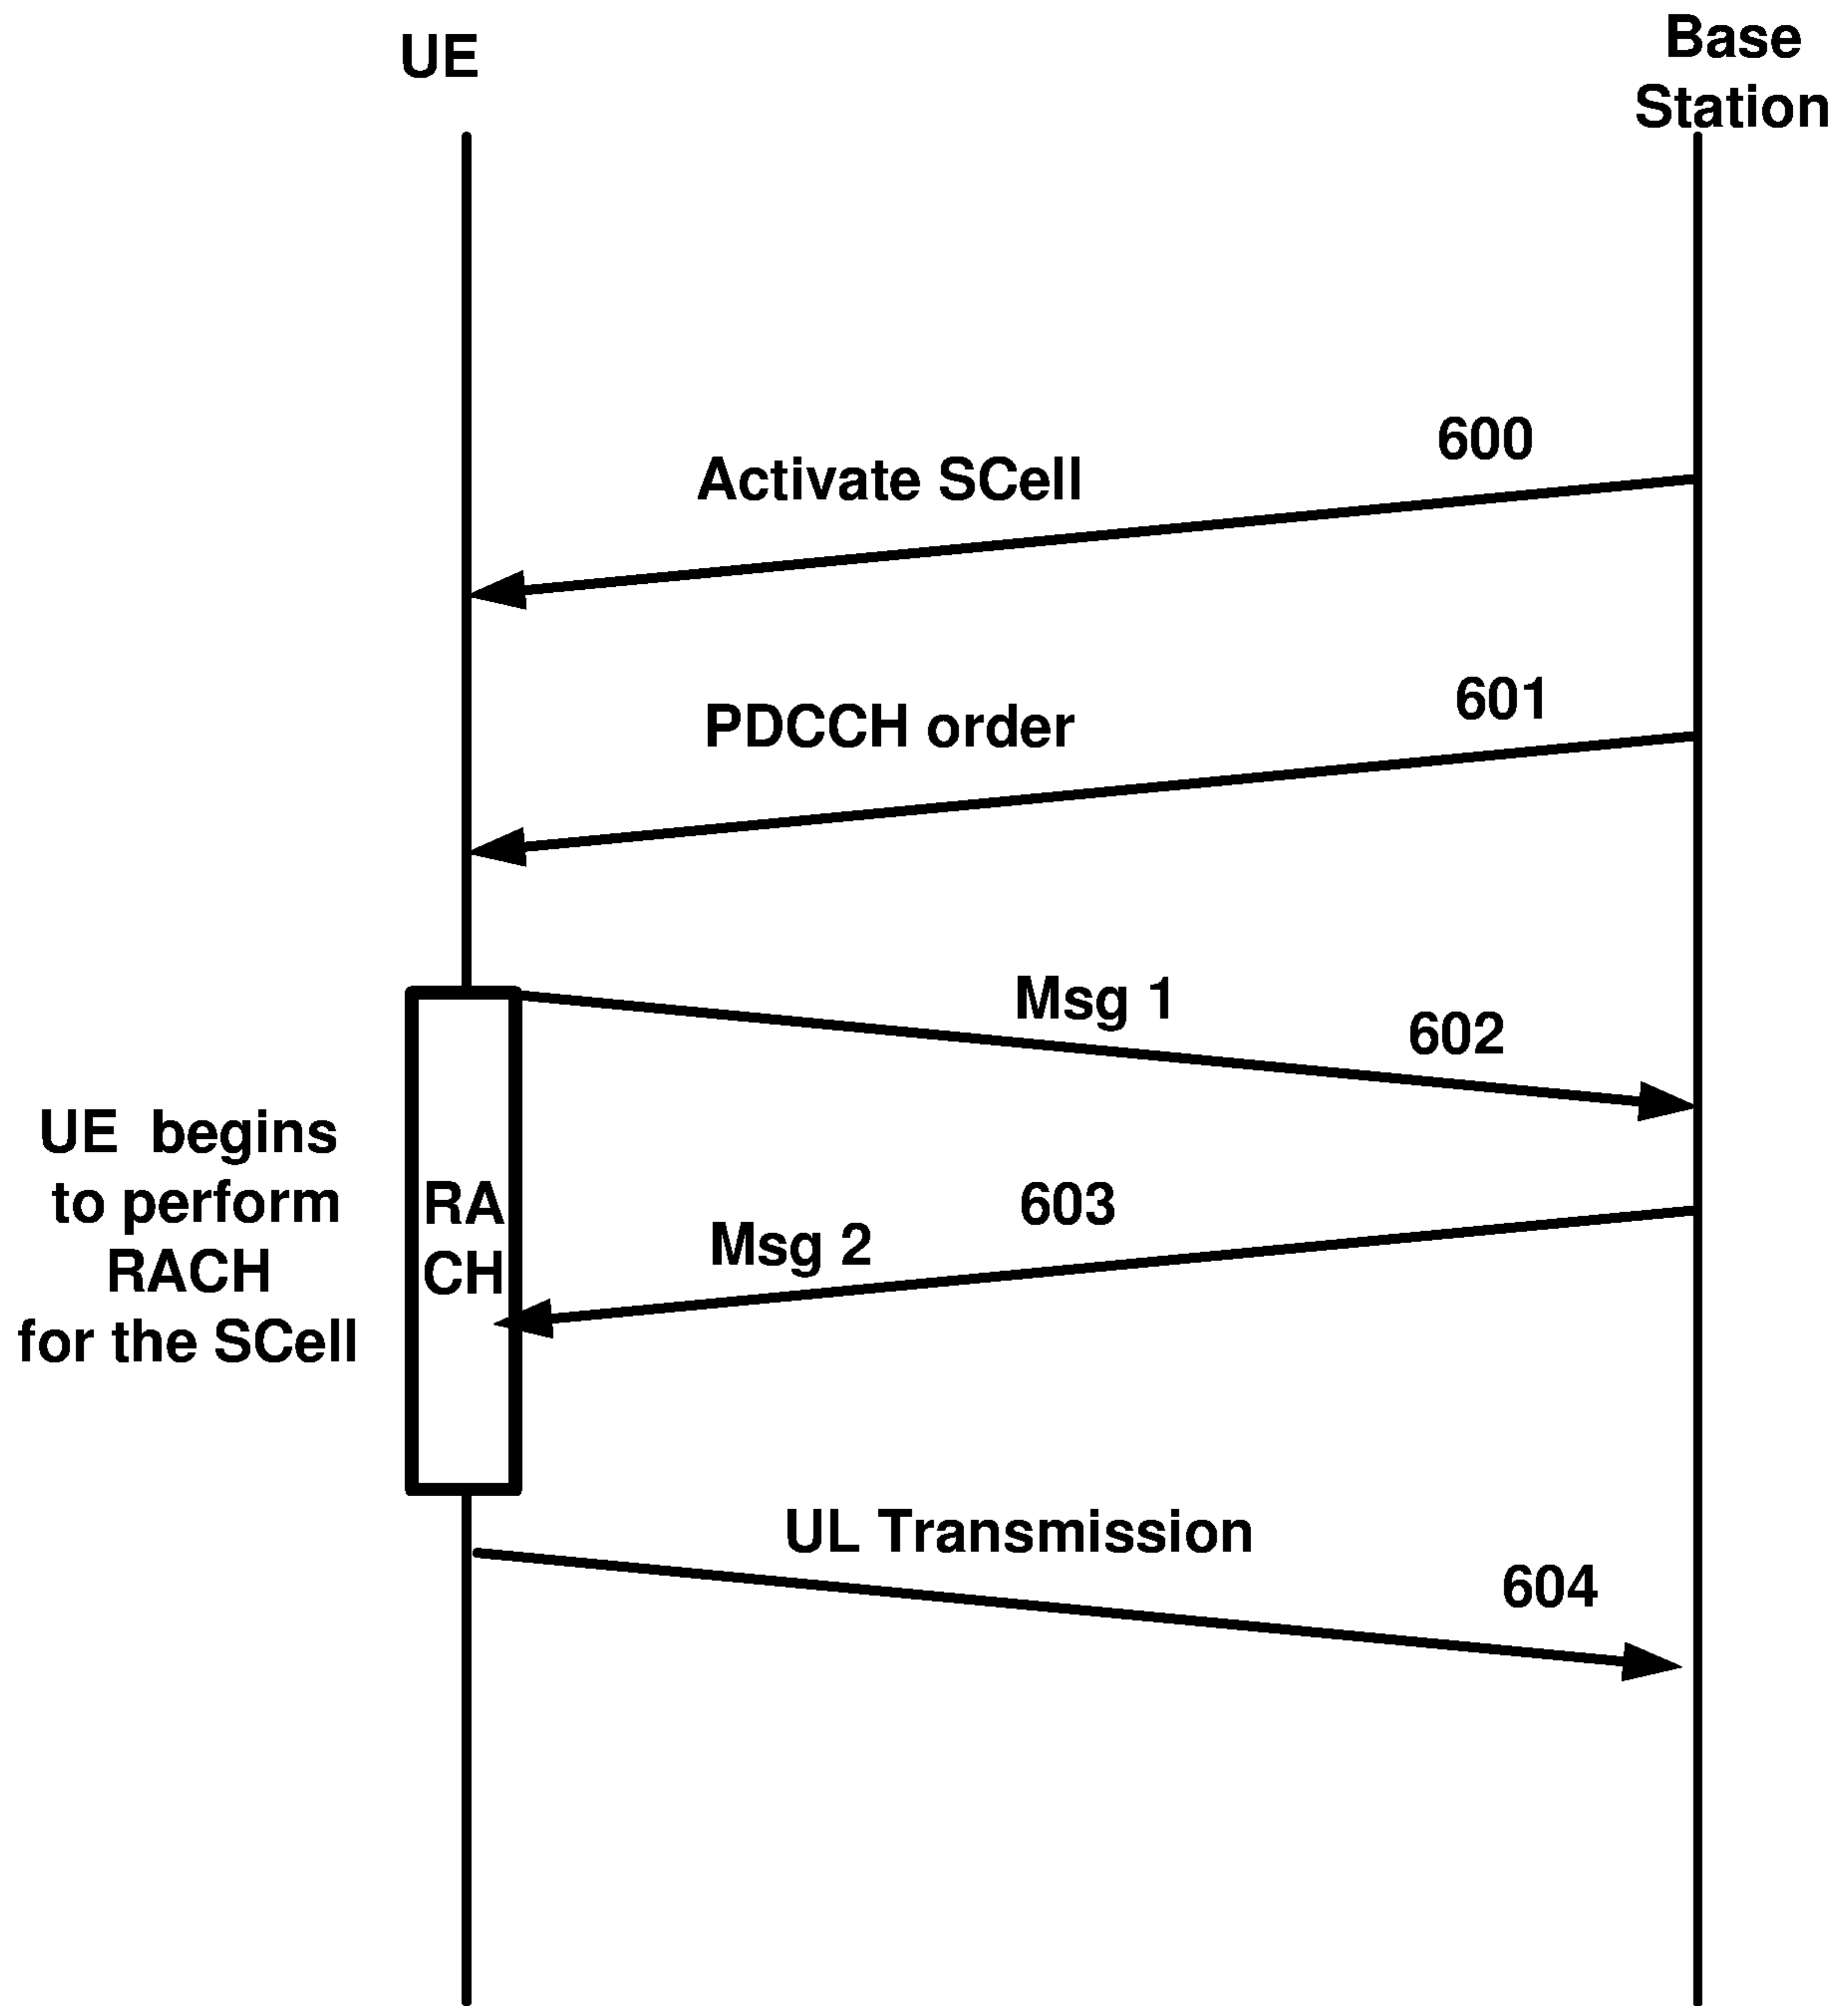 UE
Base
Station
600
Activate SCell
601
PDCCH order
Msg 1
602
UE begins
to perform
RACH
for the SCell
RA
CH
603
Msg 2
UL Transmission
604